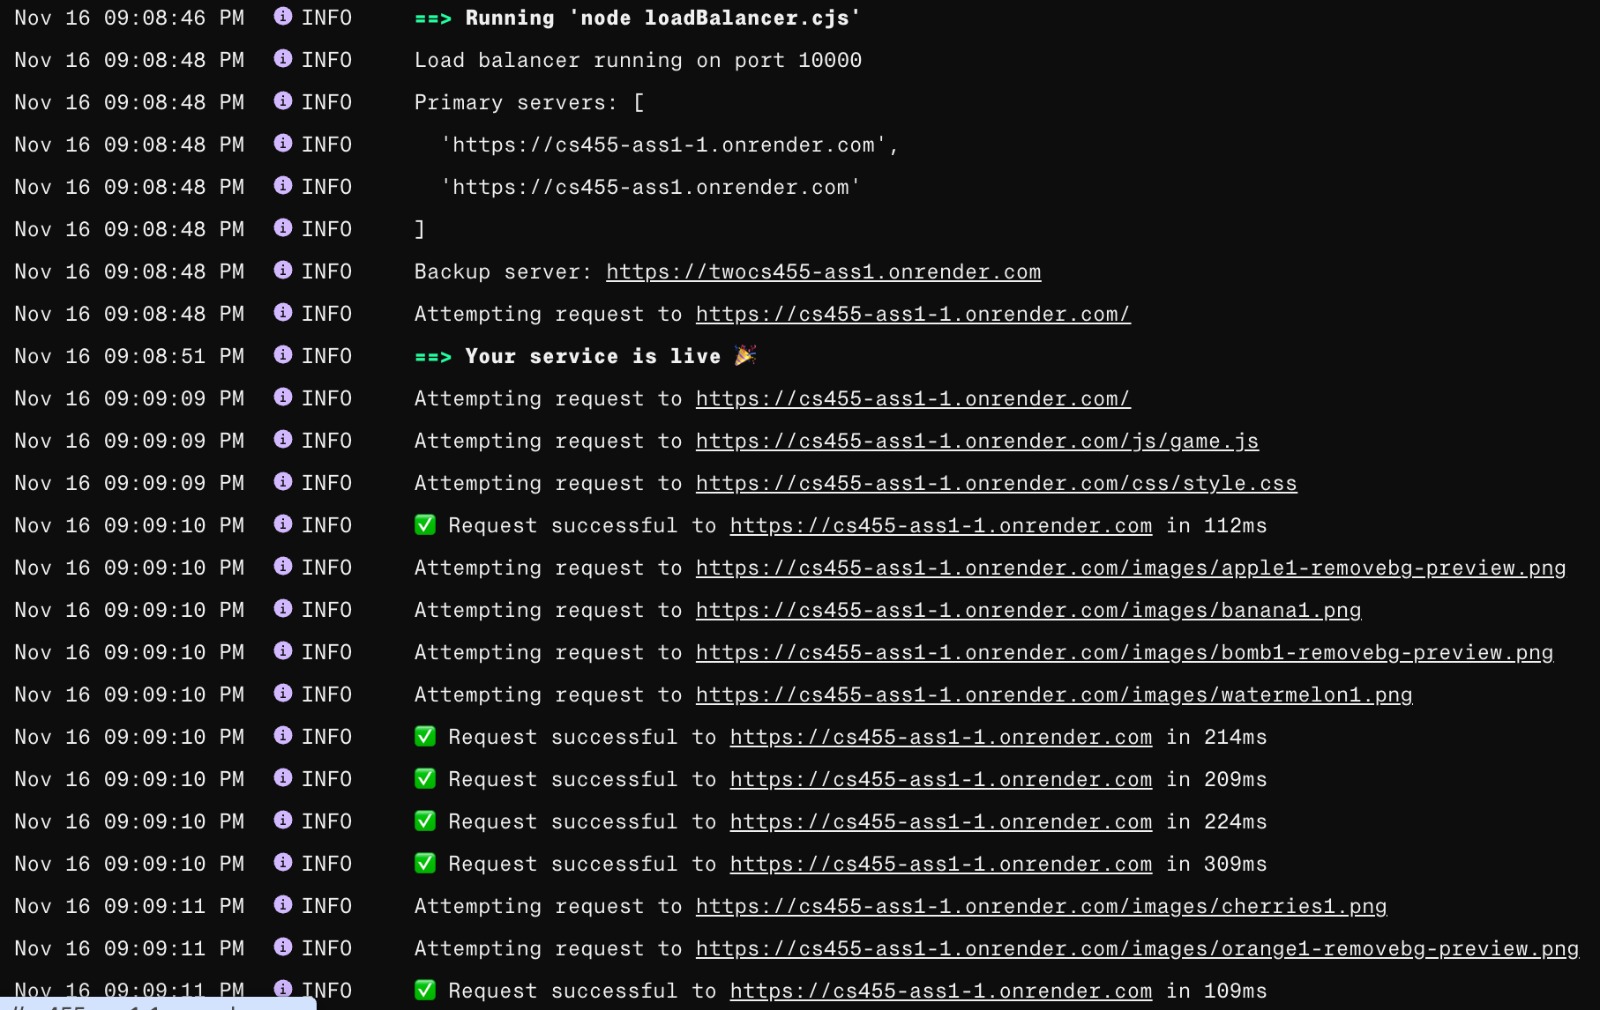 Nov 16 09:08:46 PM INFO ==> Running 'node loadBalancer.cjs'
Nov 16 09:08:48 PM INFO Load balancer running on port 10000
Nov 16 09:08:48 PM INFO Primary servers: [
Nov 16 09:08:48 PM INFO 'https://cs455-ass1-1.onrender.com',
Nov 16 09:08:48 PM INFO 'https://cs455-ass1.onrender.com'
Nov 16 09:08:48 PM INFO ]
Nov 16 09:08:48 PM INFO Backup server: https://twocs455-ass1.onrender.com
Nov 16 09:08:48 PM INFO Attempting request to https://cs455-ass1-1.onrender.com/
Nov 16 09:08:51 PM INFO ==> Your service is live 🎉
Nov 16 09:09:09 PM INFO Attempting request to https://cs455-ass1-1.onrender.com/
Nov 16 09:09:09 PM INFO Attempting request to https://cs455-ass1-1.onrender.com/js/game.js
Nov 16 09:09:09 PM INFO Attempting request to https://cs455-ass1-1.onrender.com/css/style.css
Nov 16 09:09:10 PM INFO ✅ Request successful to https://cs455-ass1-1.onrender.com in 112ms
Nov 16 09:09:10 PM INFO Attempting request to https://cs455-ass1-1.onrender.com/images/apple1-removebg-preview.png
Nov 16 09:09:10 PM INFO Attempting request to https://cs455-ass1-1.onrender.com/images/banana1.png
Nov 16 09:09:10 PM INFO Attempting request to https://cs455-ass1-1.onrender.com/images/bomb1-removebg-preview.png
Nov 16 09:09:10 PM INFO Attempting request to https://cs455-ass1-1.onrender.com/images/watermelon1.png
Nov 16 09:09:10 PM INFO ✅ Request successful to https://cs455-ass1-1.onrender.com in 214ms
Nov 16 09:09:10 PM INFO ✅ Request successful to https://cs455-ass1-1.onrender.com in 209ms
Nov 16 09:09:10 PM INFO ✅ Request successful to https://cs455-ass1-1.onrender.com in 224ms
Nov 16 09:09:10 PM INFO ✅ Request successful to https://cs455-ass1-1.onrender.com in 309ms
Nov 16 09:09:11 PM INFO Attempting request to https://cs455-ass1-1.onrender.com/images/cherries1.png
Nov 16 09:09:11 PM INFO Attempting request to https://cs455-ass1-1.onrender.com/images/orange1-removebg-preview.png
Nov 16 09:09:11 PM INFO ✅ Request successful to https://cs455-ass1-1.onrender.com in 109ms